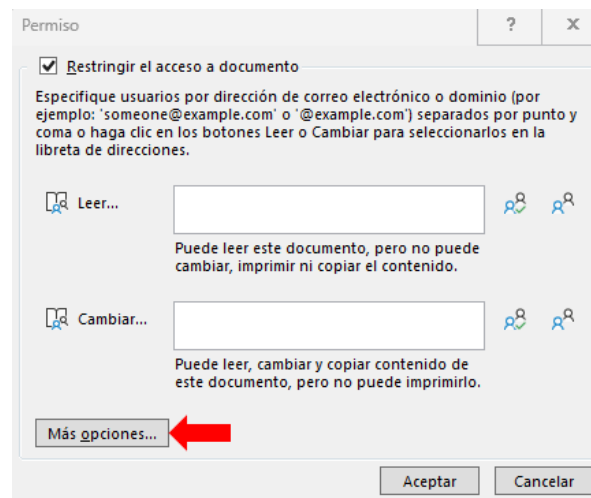 Permiso ? X
Restringir el acceso a documento
Especifique usuarios por dirección de correo electrónico o dominio (por
ejemplo: 'someone@example.com' o '@example.com') separados por punto y
coma o haga clic en los botones Leer o Cambiar para seleccionarlos en la
libreta de direcciones.
Leer...
Puede leer este documento, pero no puede
cambiar, imprimir ni copiar el contenido.
Cambiar...
Puede leer, cambiar y copiar contenido de
este documento, pero no puede imprimirlo.
Más opciones...
Aceptar Cancelar